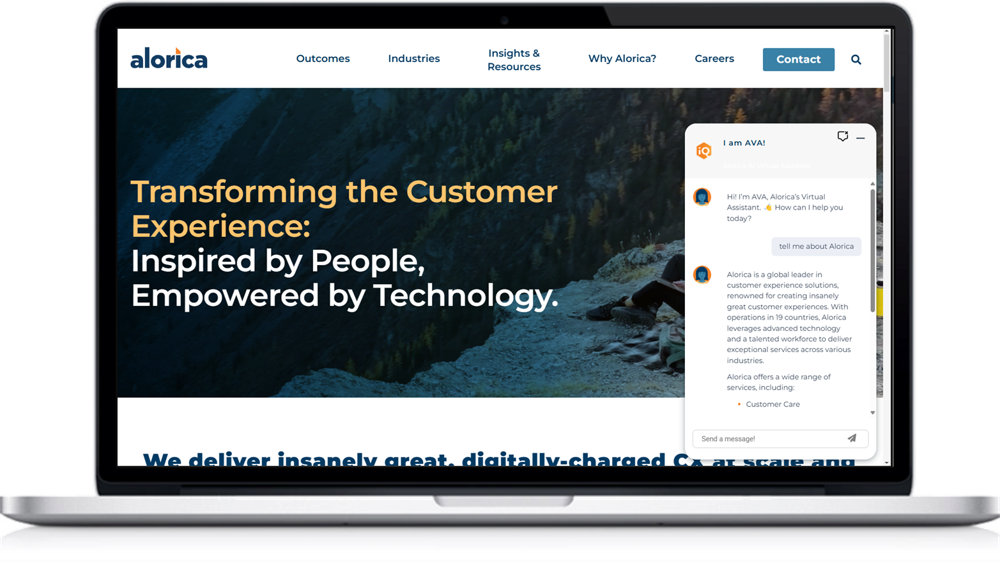 alorica
Outcomes
Industries
Insights &
Resources
Why Alorica?
Careers
Contact
Transforming the Customer
Experience:
Inspired by People,
Empowered by Technology.
We deliver insanely great, digitally-charged CX at scale and
iQ
I am AVA!
Hi! I'm AVA, Alorica's Virtual
Assistant. 👋 How can I help you
today?
tell me about Alorica
Alorica is a global leader in
customer experience solutions,
renowned for creating insanely
great customer experiences. With
operations in 19 countries, Alorica
leverages advanced technology
and a talented workforce to deliver
exceptional services across various
industries.
Alorica offers a wide range of
services, including:
• Customer Care
Send a message!